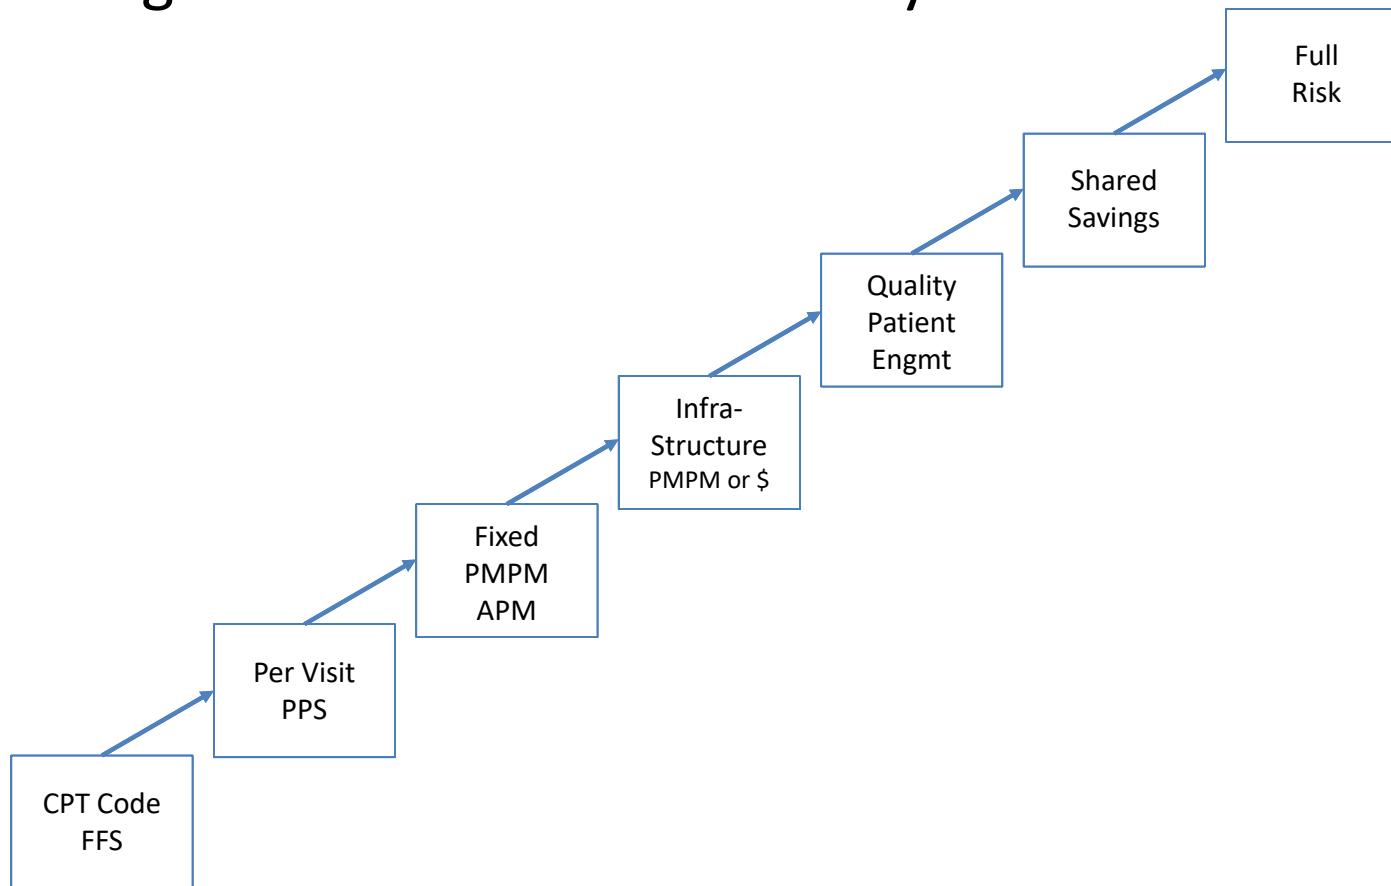 Full
Risk
Shared
Savings
Quality
Patient
Engmt
Infra-
Structure
PMPM or $
Fixed
PMPM
APM
Per Visit
PPS
CPT Code
FFS